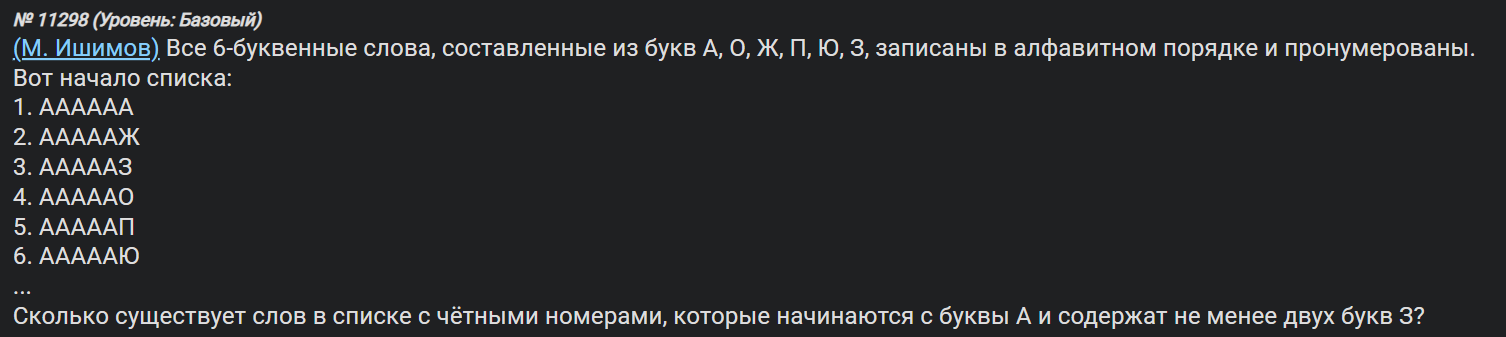 № 11298 (Уровень: Базовый)
(М. Ишимов) Все 6-буквенные слова, составленные из букв А, О, Ж, П, Ю, З, записаны в алфавитном порядке и пронумерованы.
Вот начало списка:
1. АААААА
2. АААААЖ
3. АААААЗ
4. АААААО
5. АААААП
6. АААААЮ
...
Сколько существует слов в списке с чётными номерами, которые начинаются с буквы А и содержат не менее двух букв З?